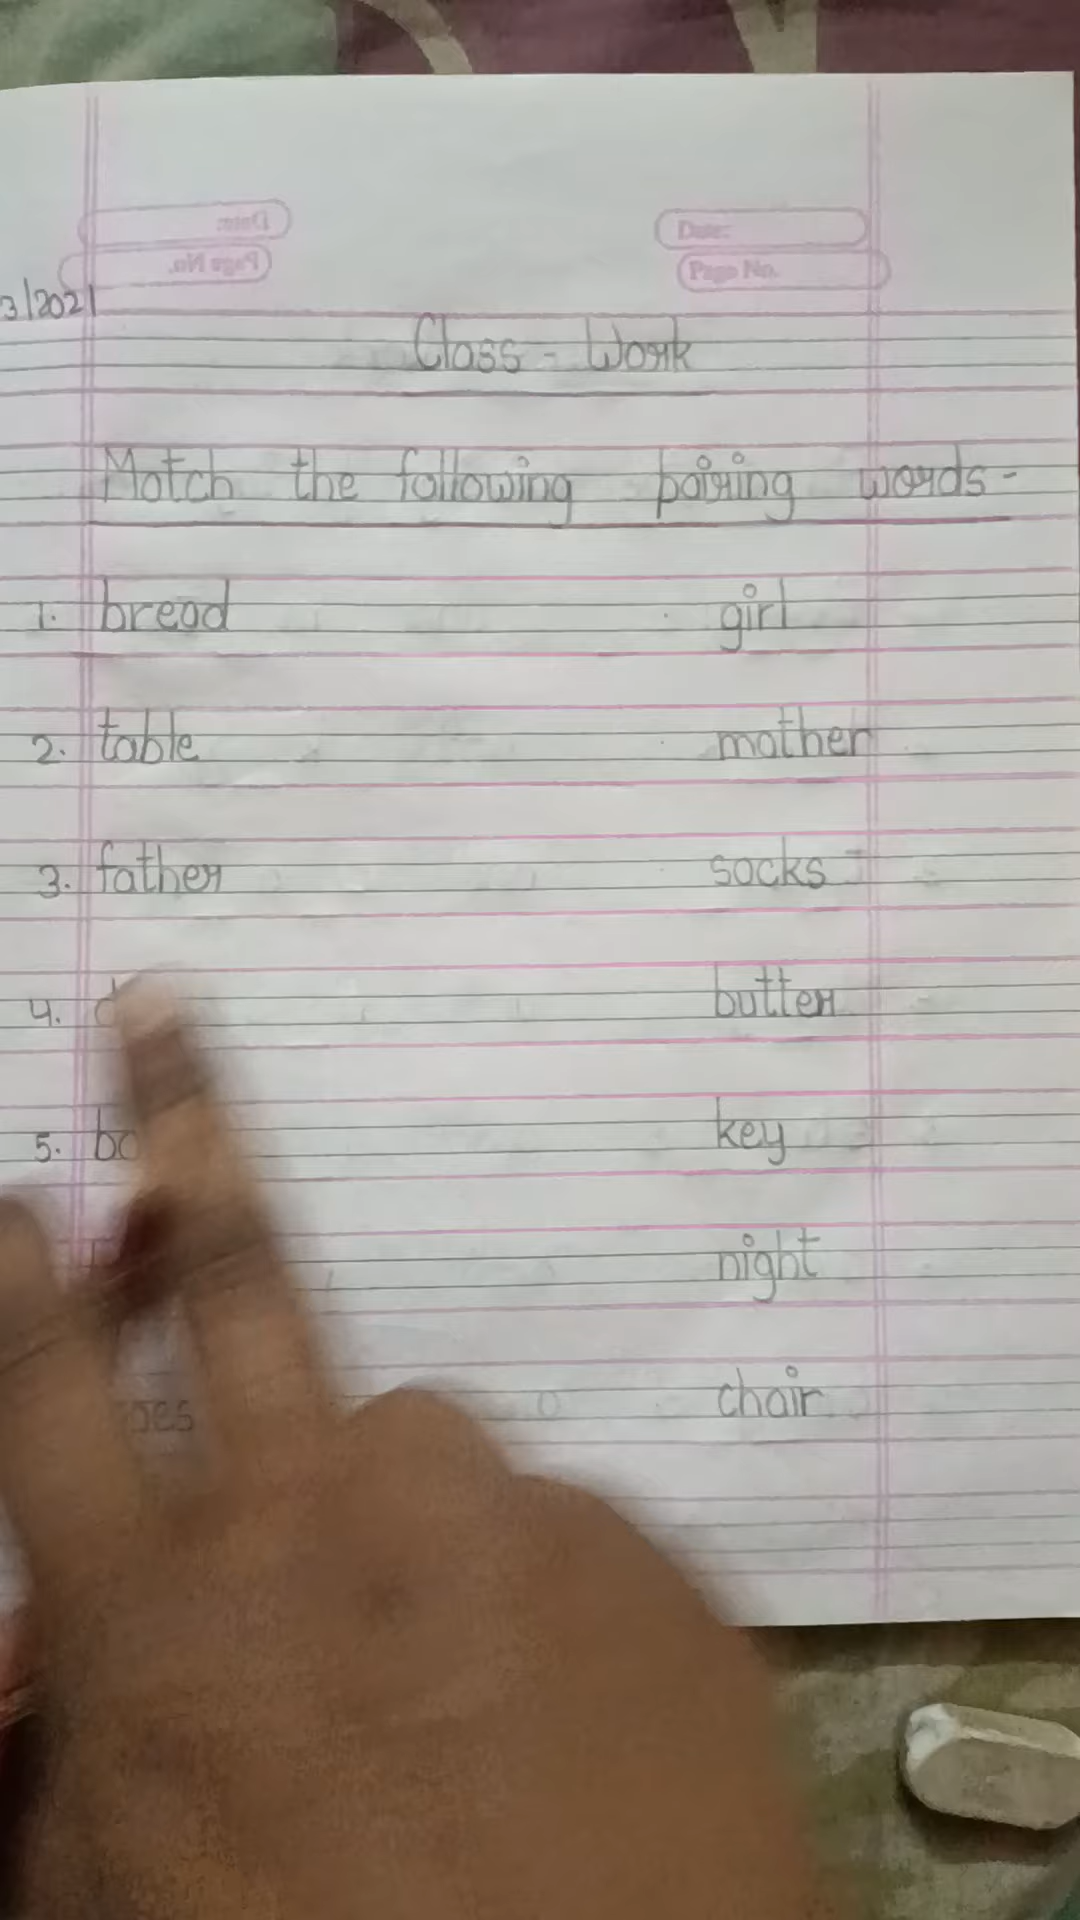 Date:
Page No.
3/2021
Class - Work
Match the following pairing words-
1. bread girl
2. table mother
3. father socks
4. butter
5. key
night
chair